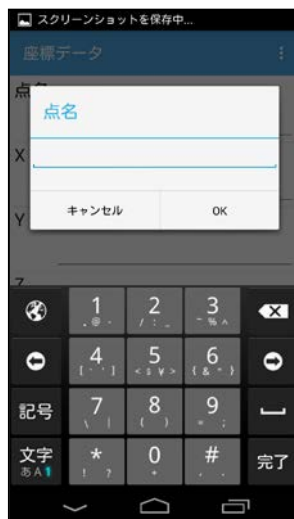 スクリーンショットを保存中...
座標データ
点名
点名
X
キャンセル OK
Y
Z
1 2 3
4 5 6
記号 7 8 9
文字 * 0 # 完了
あA1